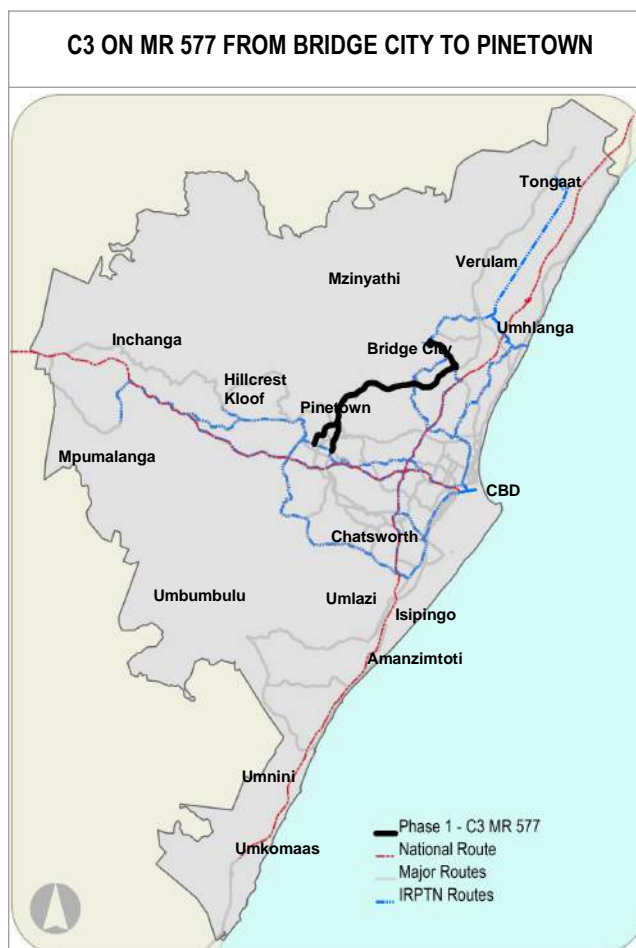 C3 ON MR 577 FROM BRIDGE CITY TO PINETOWN
Tongaat
Verulam
Mzinyathi
Umhlanga
Inchanga
Bridge City
Hillcrest
Kloof
Pinetown
Mpumalanga
CBD
Chatsworth
Umbumbulu
Umlazi
Isipingo
Amanzimtoti
Umnini
Umkomaas
Phase 1 - C3 MR 577
National Route
Major Routes
IRPTN Routes